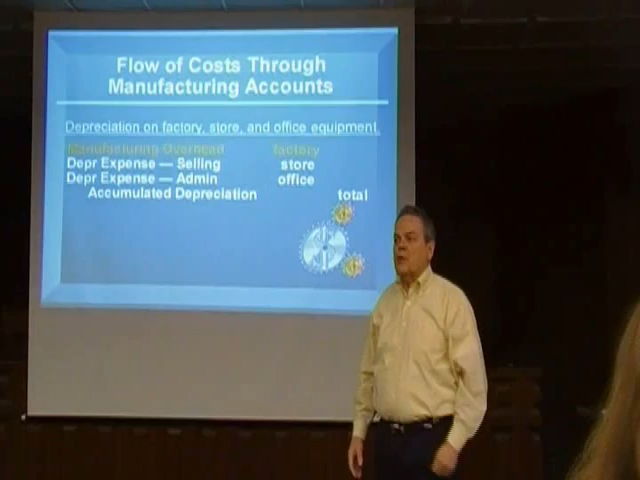 Flow of Costs Through
Manufacturing Accounts
Depreciation on factory, store, and office equipment.
Manufacturing Overhead factory
Depr Expense — Selling store
Depr Expense — Admin office
Accumulated Depreciation total